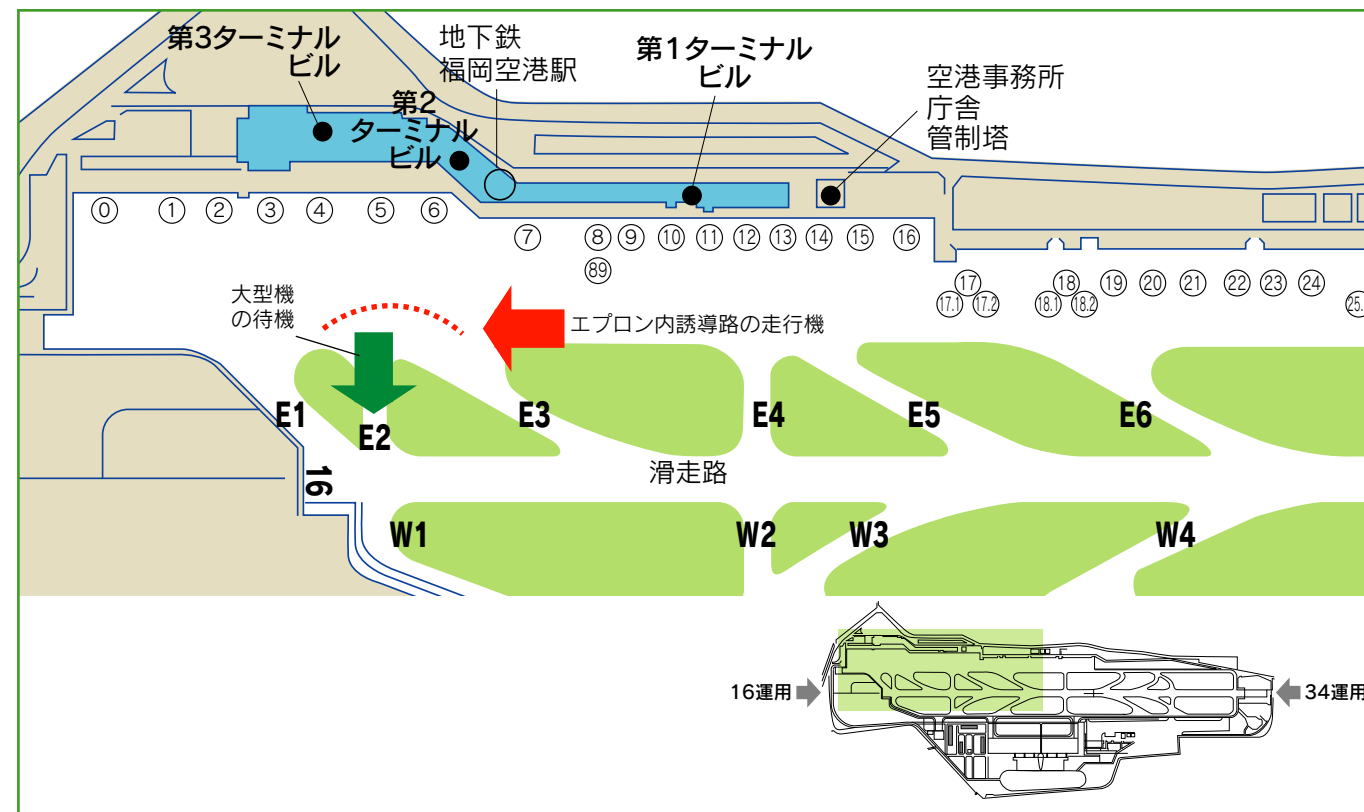 第3ターミナル
ビル
地下鉄
福岡空港駅
第1ターミナル
ビル
空港事務所
庁舎
管制塔
第2
ターミナル
ビル
⓪ ① ② ③ ④ ⑤ ⑥
⑦ ⑧ ⑨ ⑩ ⑪ ⑫ ⑬ ⑭ ⑮ ⑯
89
⑰ ⑱ ⑲ ⑳ ㉑ ㉒ ㉓ ㉔
17.1 17.2 18.1 18.2
大型機
の待機
エプロン内誘導路の走行機
E1 E2 E3 E4 E5 E6
16
滑走路
W1 W2 W3 W4
16運用
34運用